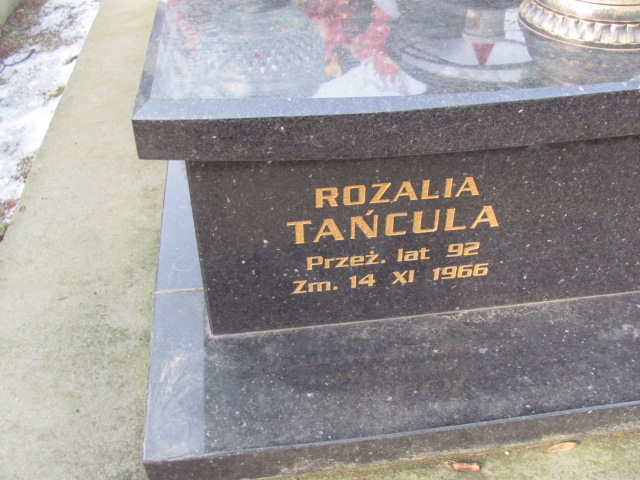 ROZALIA
TAŃCULA
Przeż. lat 92
Zm. 14 XI 1966